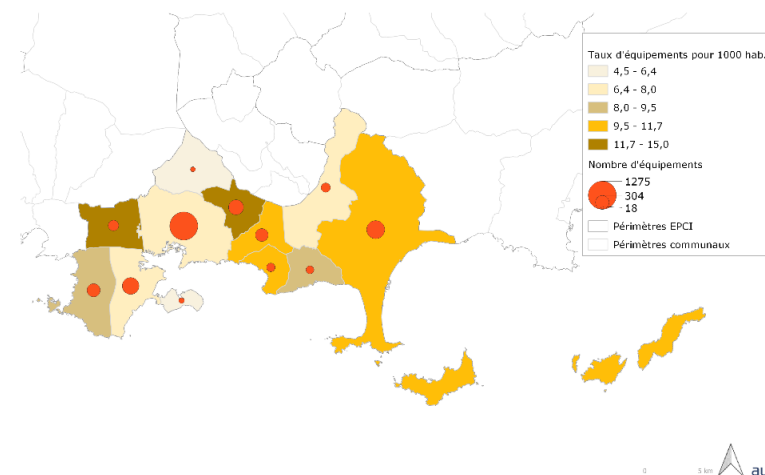 Taux d'équipements pour 1000 hab.
4,5 - 6,4
6,4 - 8,0
8,0 - 9,5
9,5 - 11,7
11,7 - 15,0
Nombre d'équipements
1275
304
18
Périmètres EPCI
Périmètres communaux
0 5 km
au